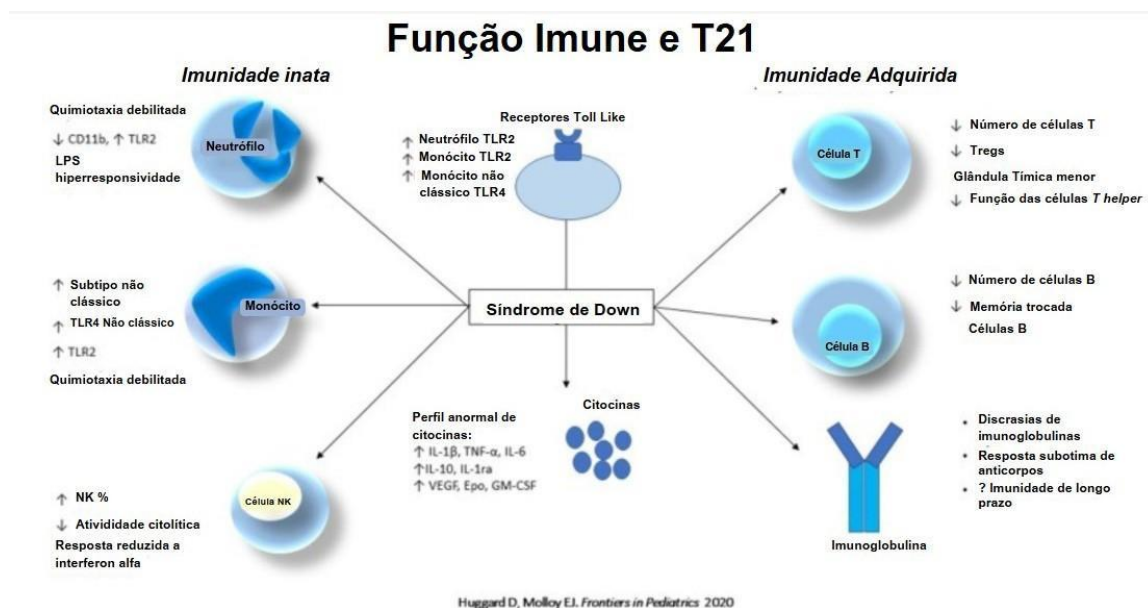 Função Imune e T21
Imunidade inata
Quimiotaxia debilitada
↓ CD11b, ↑ TLR2
LPS
hiperresponsividade
Neutrófilo
↑ Subtipo não
clássico
↑ TLR4 Não clássico
↑ TLR2
Quimiotaxia debilitada
Monócito
↑ NK %
↓ Ativididade citolítica
Resposta reduzida a
interferon alfa
Célula NK
Receptores Toll Like
↑ Neutrófilo TLR2
↑ Monócito TLR2
↑ Monócito não
clássico TLR4
Síndrome de Down
Citocinas
Perfil anormal de
citocinas:
↑ IL-1β, TNF-α, IL-6
↑IL-10, IL-1ra
↑ VEGF, Epo, GM-CSF
Imunidade Adquirida
Célula T
↓ Número de células T
↓ Tregs
Glândula Tímica menor
↓ Função das células T helper
Célula B
↓ Número de células B
↓ Memória trocada
Células B
• Discrasias de
imunoglobulinas
• Resposta subotima de
anticorpos
• ? Imunidade de longo
prazo
Imunoglobulina
Huggard D, Molloy EJ. Frontiers in Pediatrics 2020